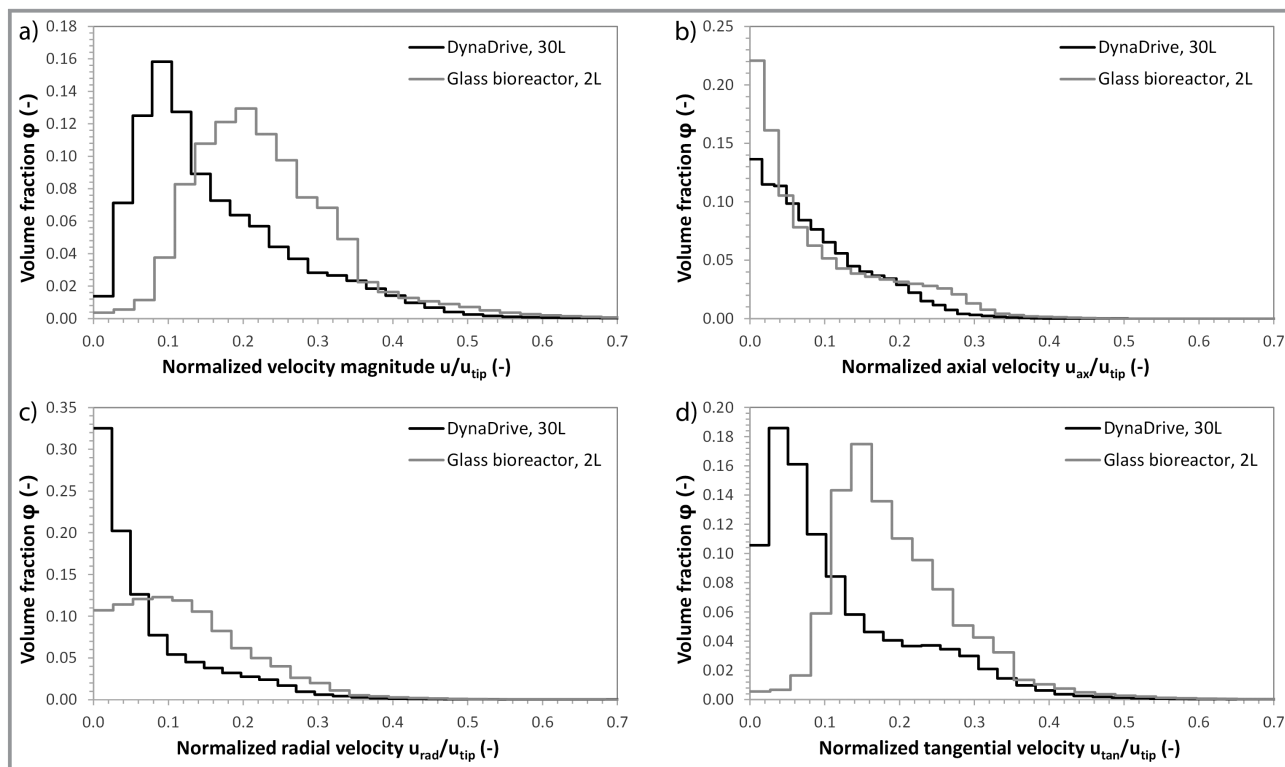 a)
Volume fraction φ (-)
0.18
0.16
0.14
0.12
0.10
0.08
0.06
0.04
0.02
0.00
DynaDrive, 30L
Glass bioreactor, 2L
0.0 0.1 0.2 0.3 0.4 0.5 0.6 0.7
Normalized velocity magnitude u/utip (-)
b)
Volume fraction φ (-)
0.25
0.20
0.15
0.10
0.05
0.00
DynaDrive, 30L
Glass bioreactor, 2L
0.0 0.1 0.2 0.3 0.4 0.5 0.6 0.7
Normalized axial velocity uax/utip (-)
c)
Volume fraction φ (-)
0.35
0.30
0.25
0.20
0.15
0.10
0.05
0.00
DynaDrive, 30L
Glass bioreactor, 2L
0.0 0.1 0.2 0.3 0.4 0.5 0.6 0.7
Normalized radial velocity urad/utip (-)
d)
Volume fraction φ (-)
0.20
0.18
0.16
0.14
0.12
0.10
0.08
0.06
0.04
0.02
0.00
DynaDrive, 30L
Glass bioreactor, 2L
0.0 0.1 0.2 0.3 0.4 0.5 0.6 0.7
Normalized tangential velocity utan/utip (-)